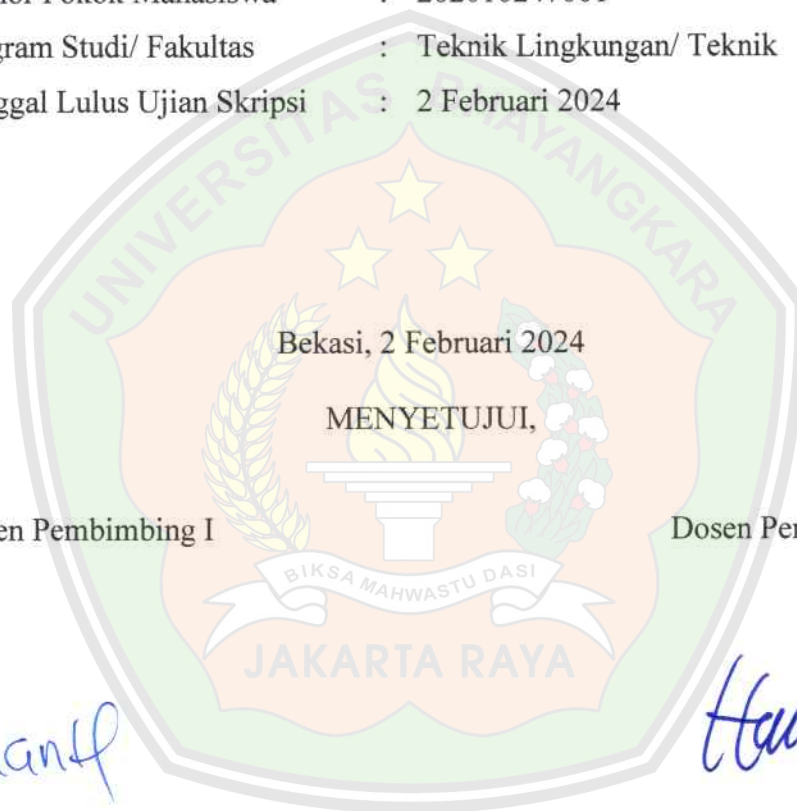 gram Studi/ Fakultas : Teknik Lingkungan/ Teknik
ggal Lulus Ujian Skripsi : 2 Februari 2024
UNIVERSITAS BHAYANGKARA
Bekasi, 2 Februari 2024
MENYETUJUI,
en Pembimbing I Dosen Pe
BIKSA MAHWASTU DASI
JAKARTA RAYA